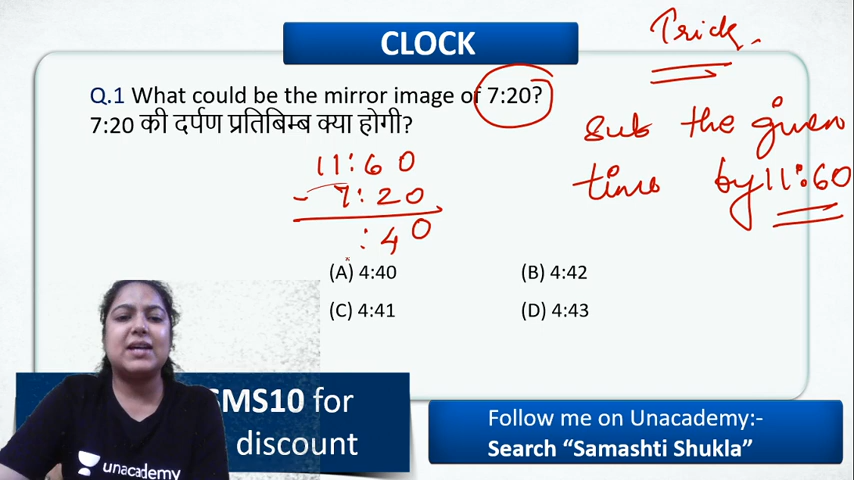 CLOCK
Trick
Q.1 What could be the mirror image of 7:20?
7:20 की दर्पण प्रतिबिम्ब क्या होगी?
sub the given
time by 11:60
11:60
- 7:20
:40
(A) 4:40
(B) 4:42
(C) 4:41
(D) 4:43
SMS10 for
discount
unacademy
Follow me on Unacademy:-
Search “Samashti Shukla”